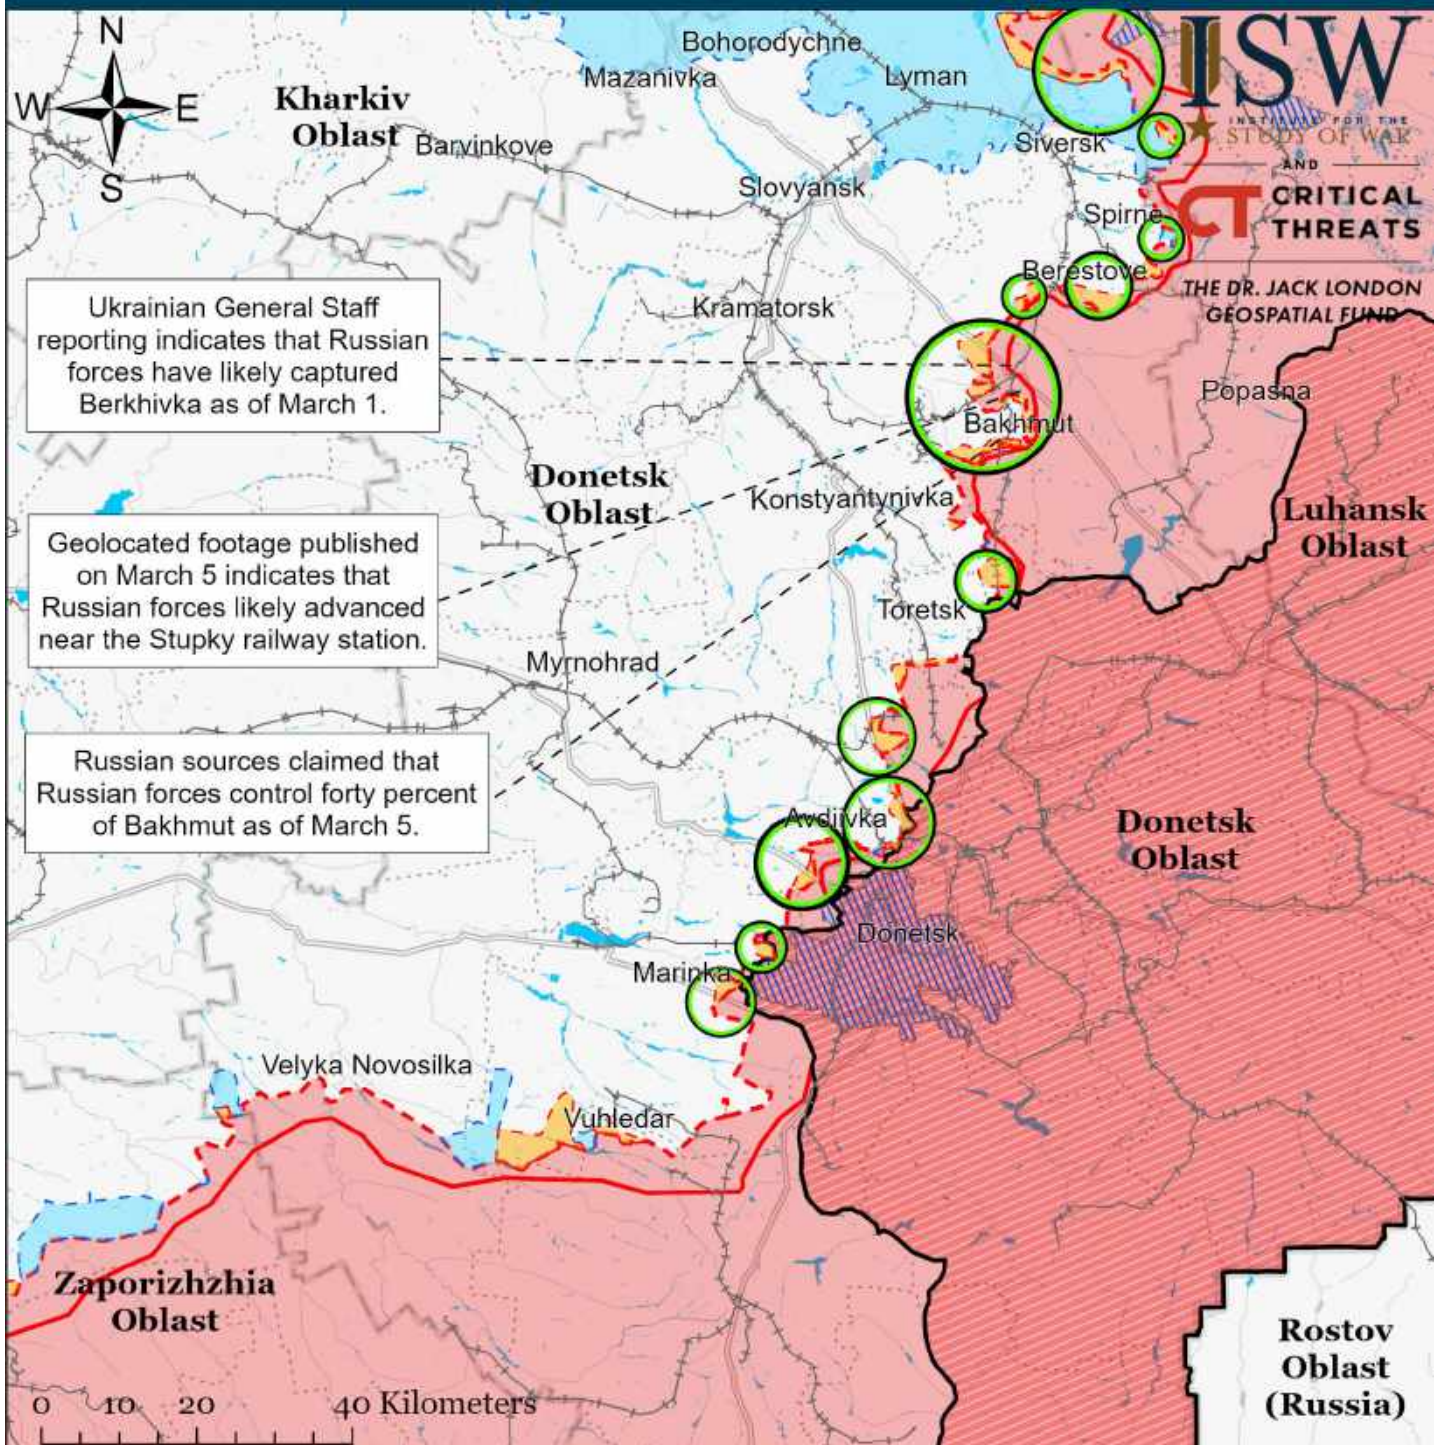 N
W
E
S
Kharkiv
Oblast
Bohorodychne
Mazanivka
Lyman
Barvinkove
Siversk
Slovyansk
Spirne
Berestove
Kramatorsk
ISW
INSTITUTE FOR THE
STUDY OF WAR
AND
CT CRITICAL
THREATS
THE DR. JACK LONDON
GEOSPATIAL FUND
Ukrainian General Staff
reporting indicates that Russian
forces have likely captured
Berkhivka as of March 1.
Popasna
Bakhmut
Donetsk
Oblast
Konstyantynivka
Luhansk
Oblast
Geolocated footage published
on March 5 indicates that
Russian forces likely advanced
near the Stupky railway station.
Toretsk
Myrnohrad
Russian sources claimed that
Russian forces control forty percent
of Bakhmut as of March 5.
Avdiivka
Donetsk
Oblast
Donetsk
Marinka
Velyka Novosilka
Vuhledar
Zaporizhzhia
Oblast
Rostov
Oblast
(Russia)
0 10 20 40 Kilometers